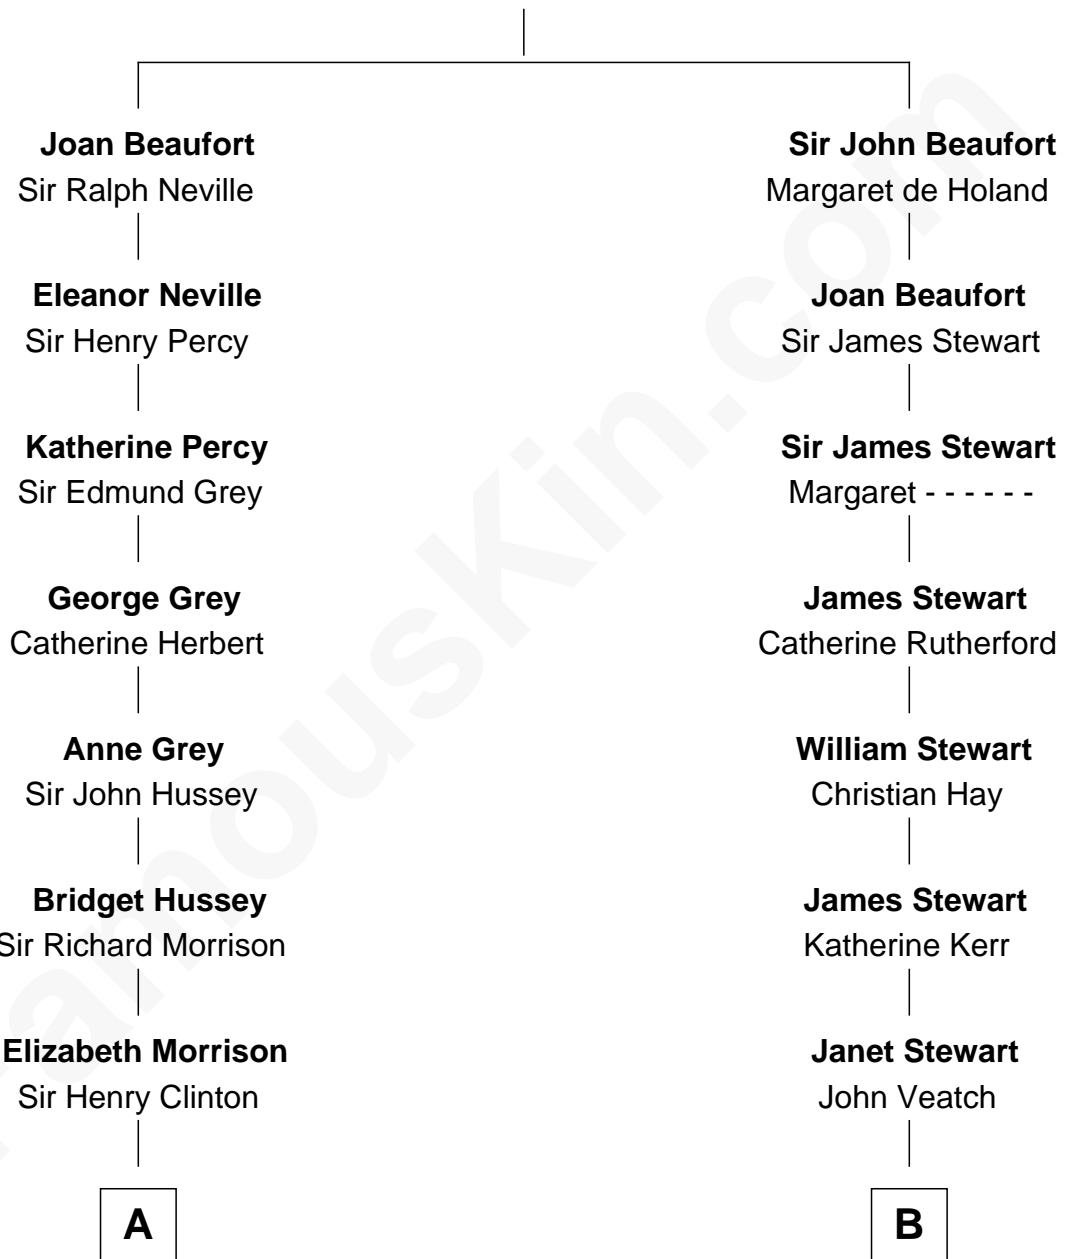 Joan Beaufort
Sir Ralph Neville
Sir John Beaufort
Margaret de Holand
Eleanor Neville
Sir Henry Percy
Joan Beaufort
Sir James Stewart
Katherine Percy
Sir Edmund Grey
Sir James Stewart
Margaret - - - - - -
George Grey
Catherine Herbert
James Stewart
Catherine Rutherford
Anne Grey
Sir John Hussey
William Stewart
Christian Hay
Bridget Hussey
Sir Richard Morrison
James Stewart
Katherine Kerr
Elizabeth Morrison
Sir Henry Clinton
Janet Stewart
John Veatch
A
B
FamousKin.com